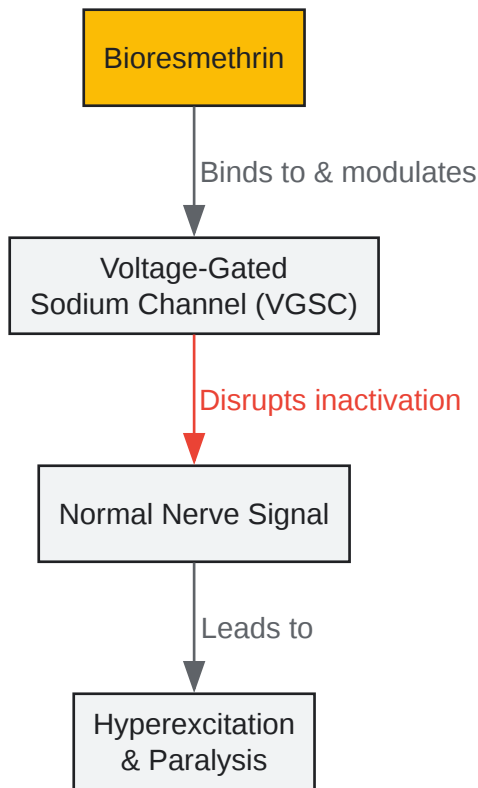 Bioresmethrin
Binds to & modulates
Voltage-Gated
Sodium Channel (VGSC)
Disrupts inactivation
Normal Nerve Signal
Leads to
Hyperexcitation
& Paralysis